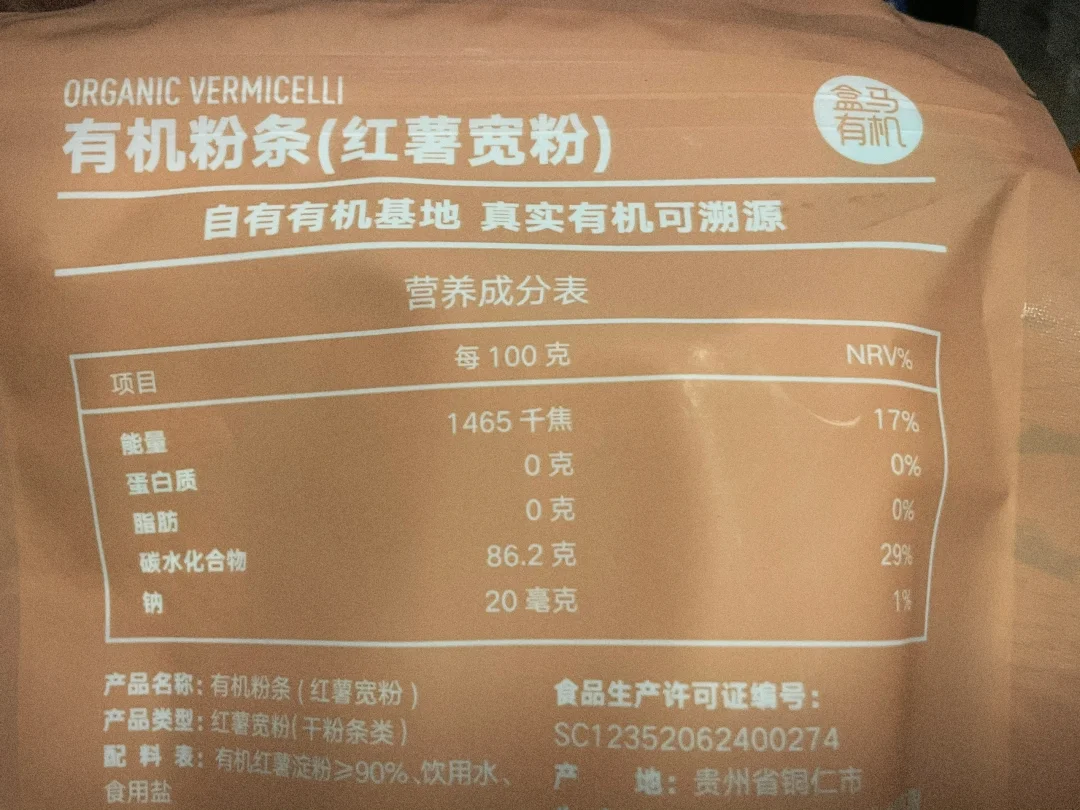 ORGANIC VERMICELLI
有机粉条(红薯宽粉)
盒马
有机
自有有机基地 真实有机可溯源
营养成分表
项目 每100克 NRV%
能量 1465千焦 17%
蛋白质 0克 0%
脂肪 0克 0%
碳水化合物 86.2克 29%
钠 20毫克 1%
产品名称：有机粉条(红薯宽粉)
产品类型：红薯宽粉(干粉条类)
配料表：有机红薯淀粉≥90%、饮用水、
食用盐
食品生产许可证编号：
SC12352062400274
产 地：贵州省铜仁市